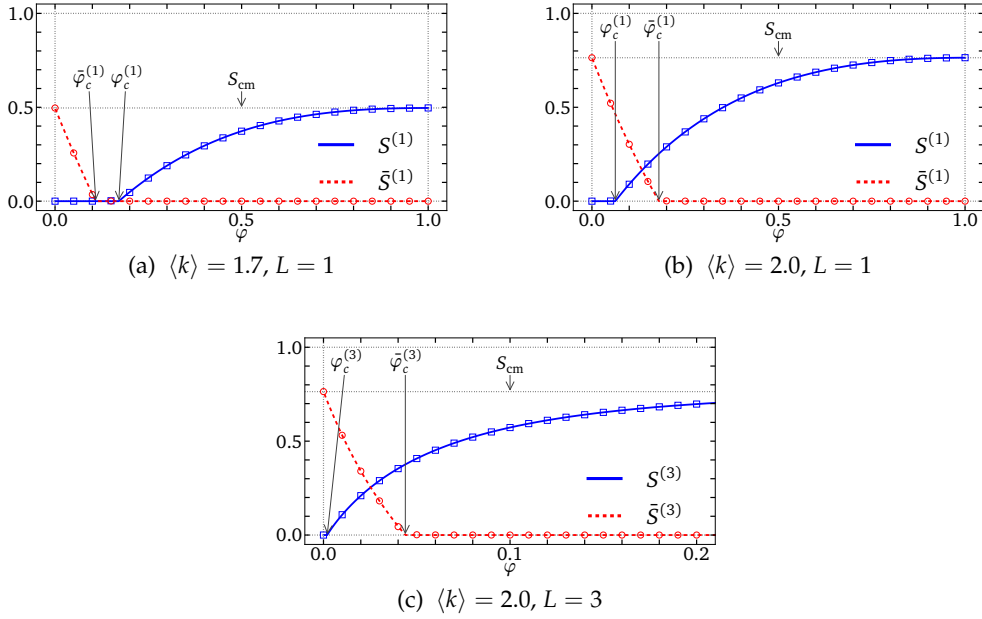 1.0
0.5
0.0
φ̄c(1) φc(1)
Scm
S(1)
S̄(1)
0.0 0.5 1.0
φ
(a) ⟨k⟩ = 1.7, L = 1
1.0
0.5
0.0
φc(1) φ̄c(1)
Scm
S(1)
S̄(1)
0.0 0.5 1.0
φ
(b) ⟨k⟩ = 2.0, L = 1
1.0
0.5
0.0
φc(3) φ̄c(3)
Scm
S(3)
S̄(3)
0.0 0.1 0.2
φ
(c) ⟨k⟩ = 2.0, L = 3